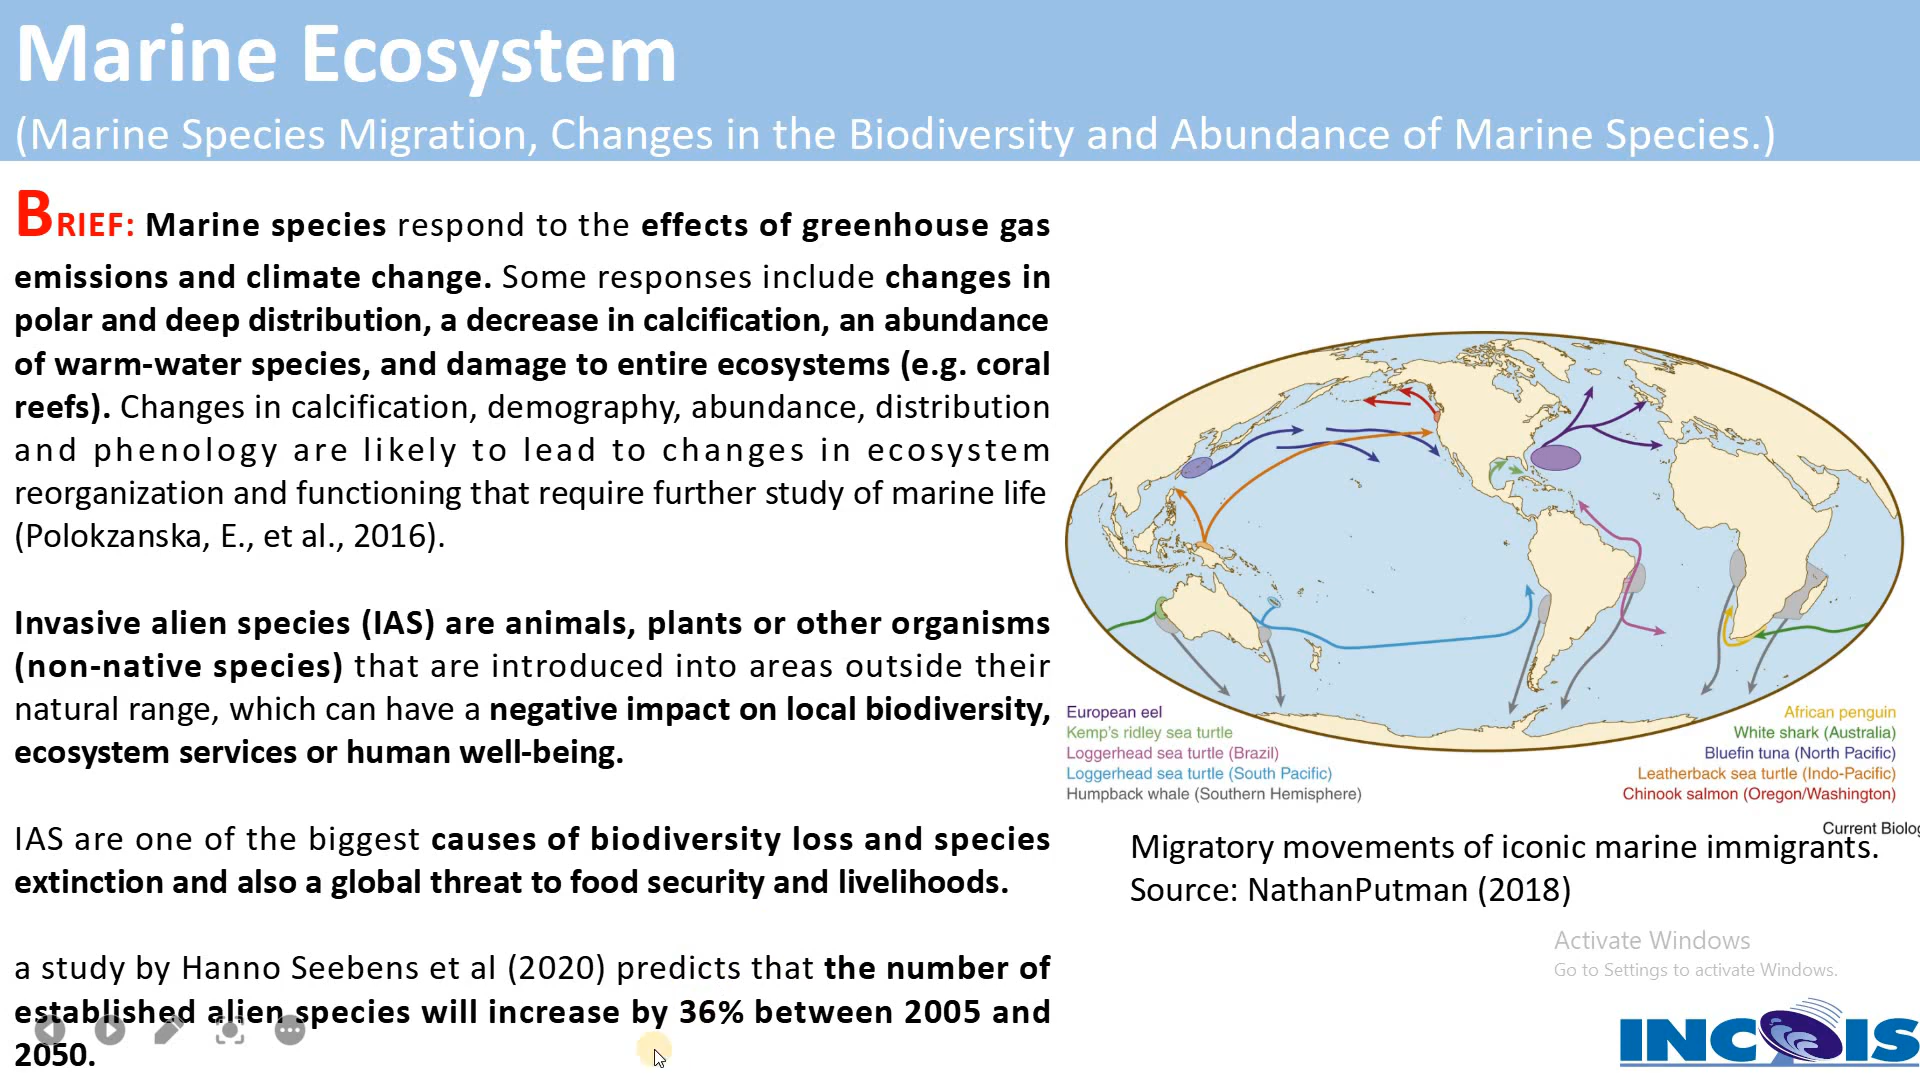 Marine Ecosystem
(Marine Species Migration, Changes in the Biodiversity and Abundance of Marine Species.)
BRIEF: Marine species respond to the effects of greenhouse gas
emissions and climate change. Some responses include changes in
polar and deep distribution, a decrease in calcification, an abundance
of warm-water species, and damage to entire ecosystems (e.g. coral
reefs). Changes in calcification, demography, abundance, distribution
and phenology are likely to lead to changes in ecosystem
reorganization and functioning that require further study of marine life
(Polokzanska, E., et al., 2016).
Invasive alien species (IAS) are animals, plants or other organisms
(non-native species) that are introduced into areas outside their
natural range, which can have a negative impact on local biodiversity,
ecosystem services or human well-being.
IAS are one of the biggest causes of biodiversity loss and species
extinction and also a global threat to food security and livelihoods.
a study by Hanno Seebens et al (2020) predicts that the number of
established alien species will increase by 36% between 2005 and
2050.
European eel
Kemp's ridley sea turtle
Loggerhead sea turtle (Brazil)
Loggerhead sea turtle (South Pacific)
Humpback whale (Southern Hemisphere)
African penguin
White shark (Australia)
Bluefin tuna (North Pacific)
Leatherback sea turtle (Indo-Pacific)
Chinook salmon (Oregon/Washington)
Current Biolog
Migratory movements of iconic marine immigrants.
Source: NathanPutman (2018)
Activate Windows
Go to Settings to activate Windows.
INCOIS